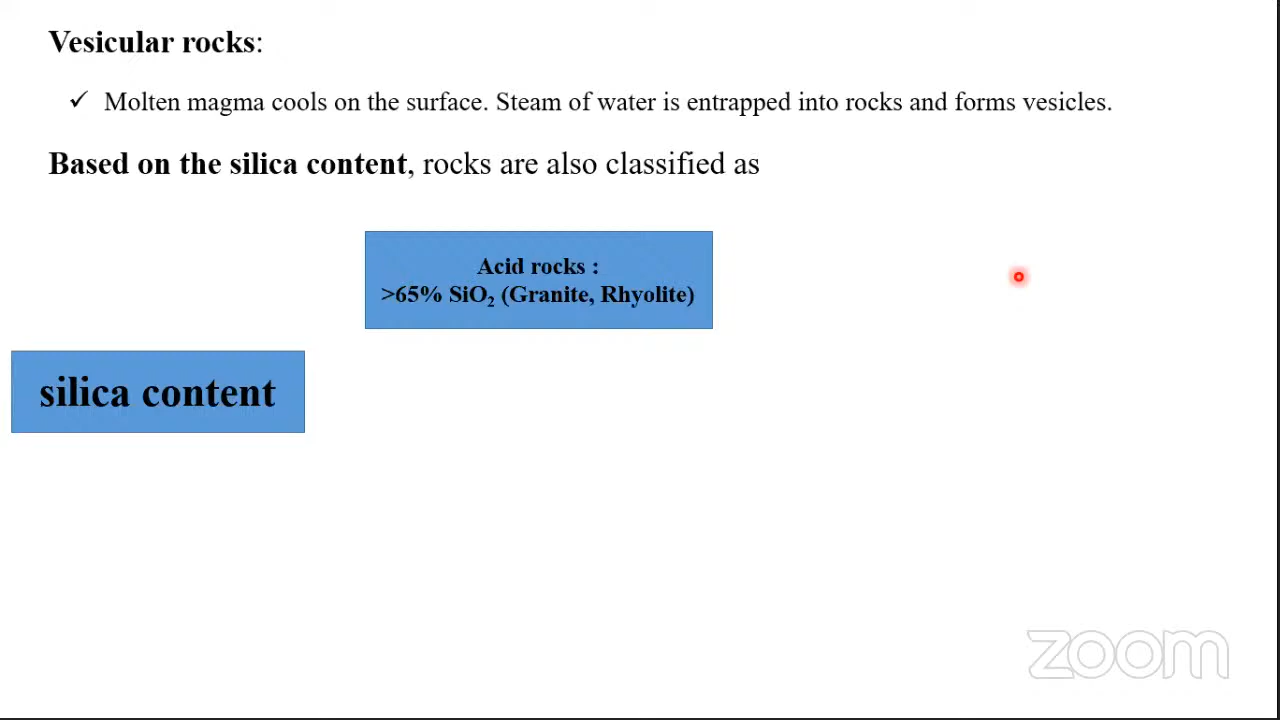 Vesicular rocks:
✓ Molten magma cools on the surface. Steam of water is entrapped into rocks and forms vesicles.
Based on the silica content, rocks are also classified as
Acid rocks :
>65% SiO₂ (Granite, Rhyolite)
silica content
zoom